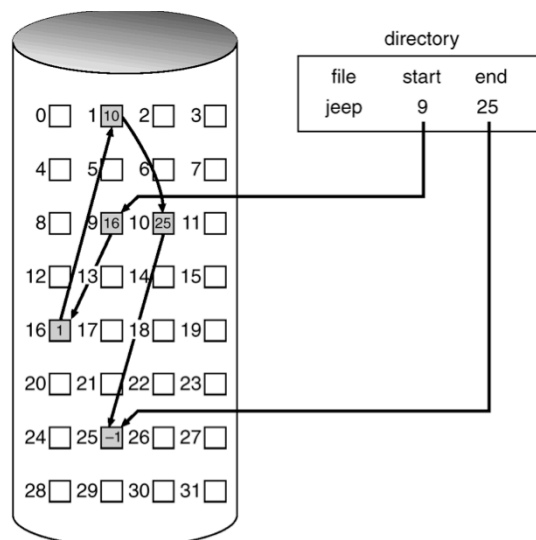 directory
file start end
jeep 9 25
0 1 10 2 3
4 5 6 7
8 9 16 10 25 11
12 13 14 15
16 1 17 18 19
20 21 22 23
24 25 -1 26 27
28 29 30 31